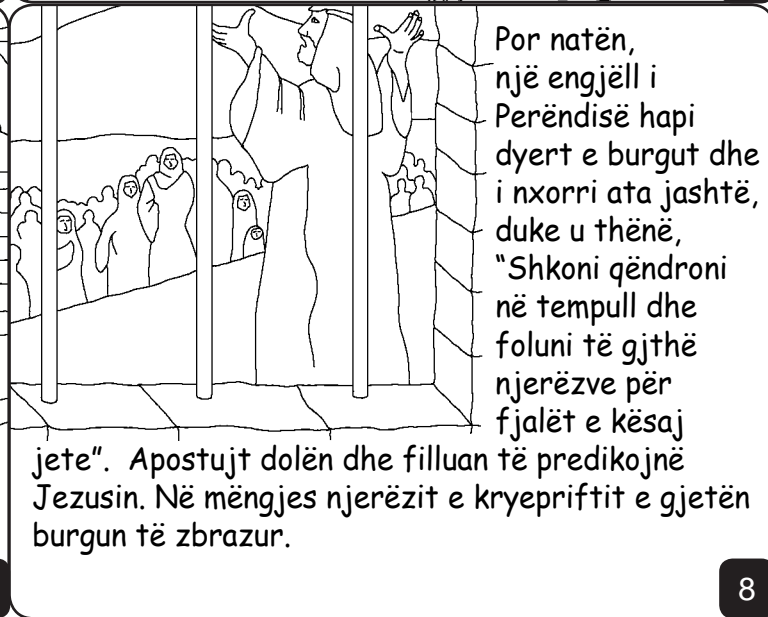 Por natën,
një engjëll i
Perëndisë hapi
dyert e burgut dhe
i nxorri ata jashtë,
duke u thënë,
“Shkoni qëndroni
në tempull dhe
foluni të gjthë
njerëzve për
fjalët e kësaj
jete”.  Apostujt dolën dhe filluan të predikojnë
Jezusin. Në mëngjes njerëzit e kryepriftit e gjetën
burgun të zbrazur.
8